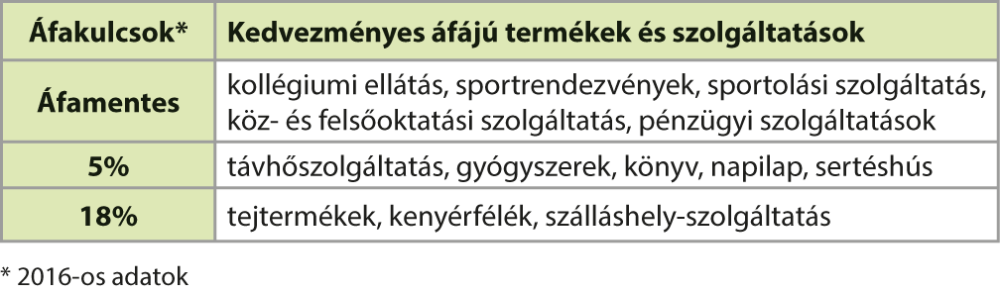 Áfakulcsok* Kedvezményes áfájú termékek és szolgáltatások
Áfamentes kollégiumi ellátás, sportrendezvények, sportolási szolgáltatás,
köz- és felsőoktatási szolgáltatás, pénzügyi szolgáltatások
5% távhőszolgáltatás, gyógyszerek, könyv, napilap, sertéshús
18% tejtermékek, kenyérfélék, szálláshely-szolgáltatás
* 2016-os adatok